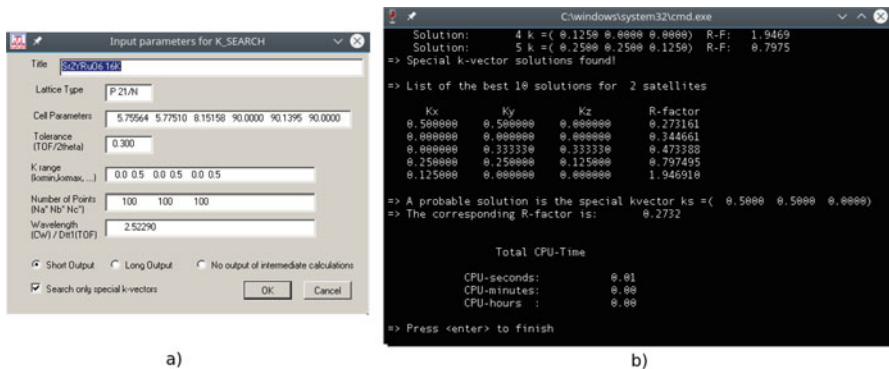 Input parameters for K_SEARCH
Title Sr2YRuO6 16K
Lattice Type P 21/N
Cell Parameters 5.75564 5.77510 8.15158 90.0000 90.1395 90.0000
Tolerance
(TOF/2theta) 0.300
K range
(komin,komax, ...) 0.0 0.5 0.0 0.5 0.0 0.5
Number of Points
(Na* Nb* Nc*) 100 100 100
Wavelength
(CW) / Dtt1(TOF) 2.52290
Short Output Long Output No output of intermediate calculations
Search only special k-vectors OK Cancel
a)
C:\windows\system32\cmd.exe
Solution: 4 k =( 0.1250 0.0000 0.0000) R-F: 1.9469
Solution: 5 k =( 0.2500 0.2500 0.1250) R-F: 0.7975
=> Special k-vector solutions found!
=> List of the best 10 solutions for 2 satellites
Kx Ky Kz R-factor
0.500000 0.500000 0.000000 0.273161
0.000000 0.000000 0.000000 0.344661
0.000000 0.333330 0.333330 0.473388
0.250000 0.250000 0.125000 0.797495
0.125000 0.000000 0.000000 1.946910
=> A probable solution is the special kvector ks =( 0.5000 0.5000 0.0000)
=> The corresponding R-factor is: 0.2732
Total CPU-Time
CPU-seconds: 0.01
CPU-minutes: 0.00
CPU-hours : 0.00
=> Press <enter> to finish
b)